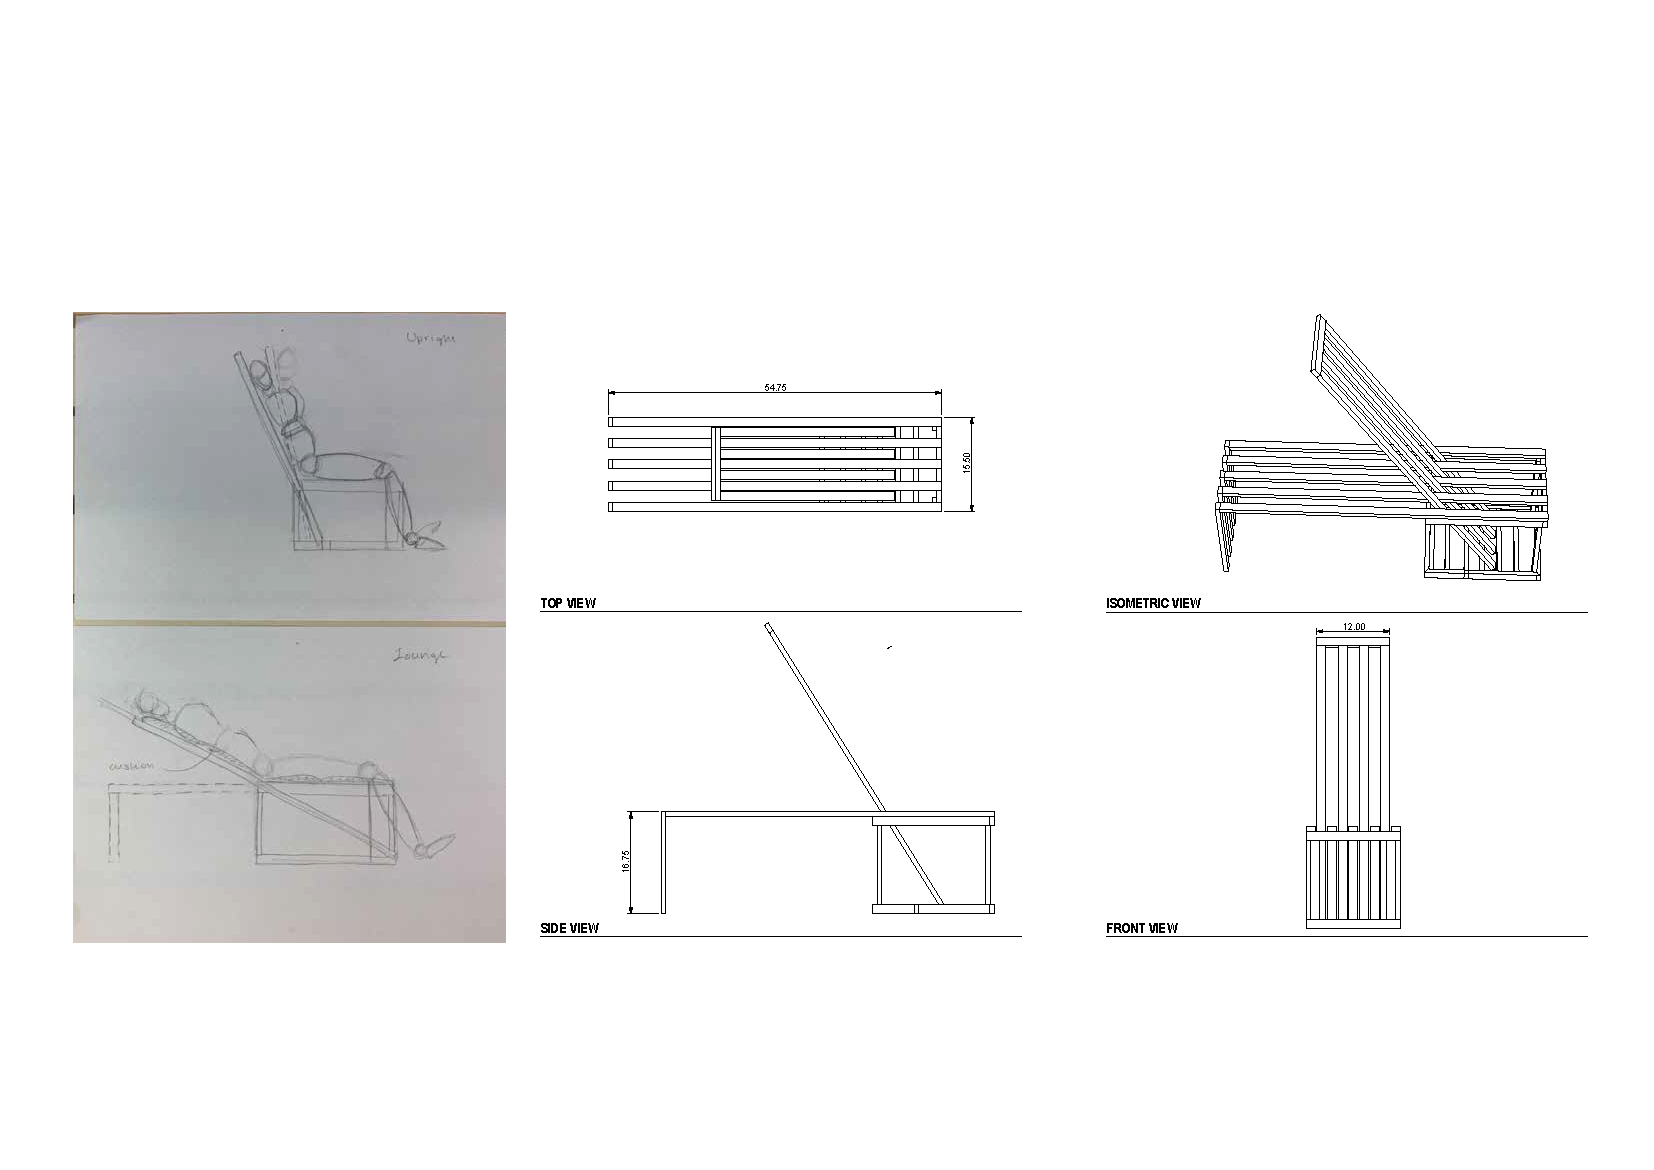 Upright
Lounge
cushion
54.75
15.50
TOP VIEW
ISOMETRIC VIEW
16.75
SIDE VIEW
12.00
FRONT VIEW